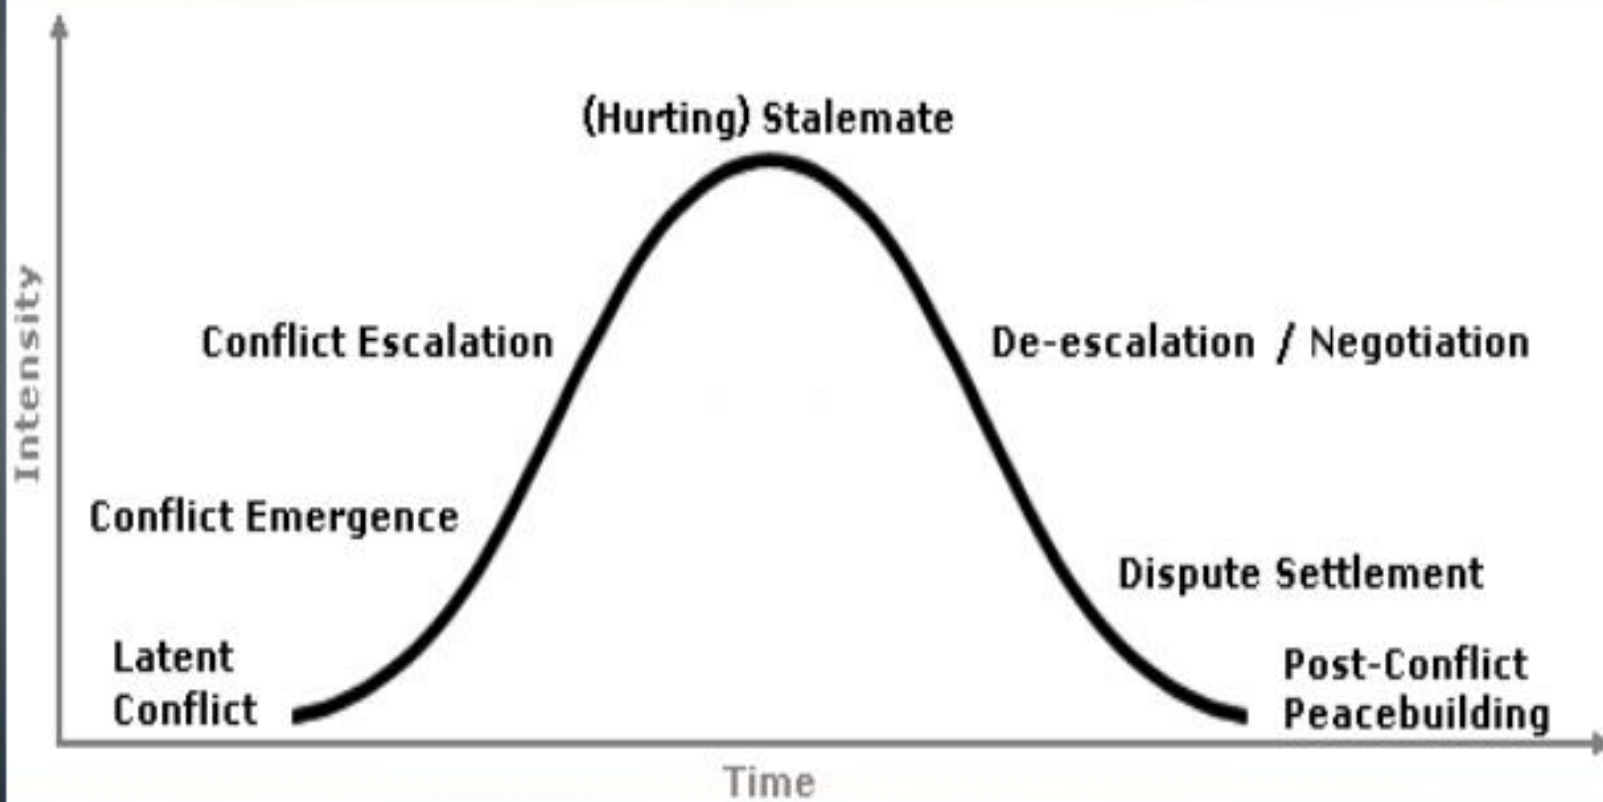 (Hurting) Stalemate
Conflict Escalation
De-escalation / Negotiation
Intensity
Conflict Emergence
Dispute Settlement
Latent
Conflict
Post-Conflict
Peacebuilding
Time